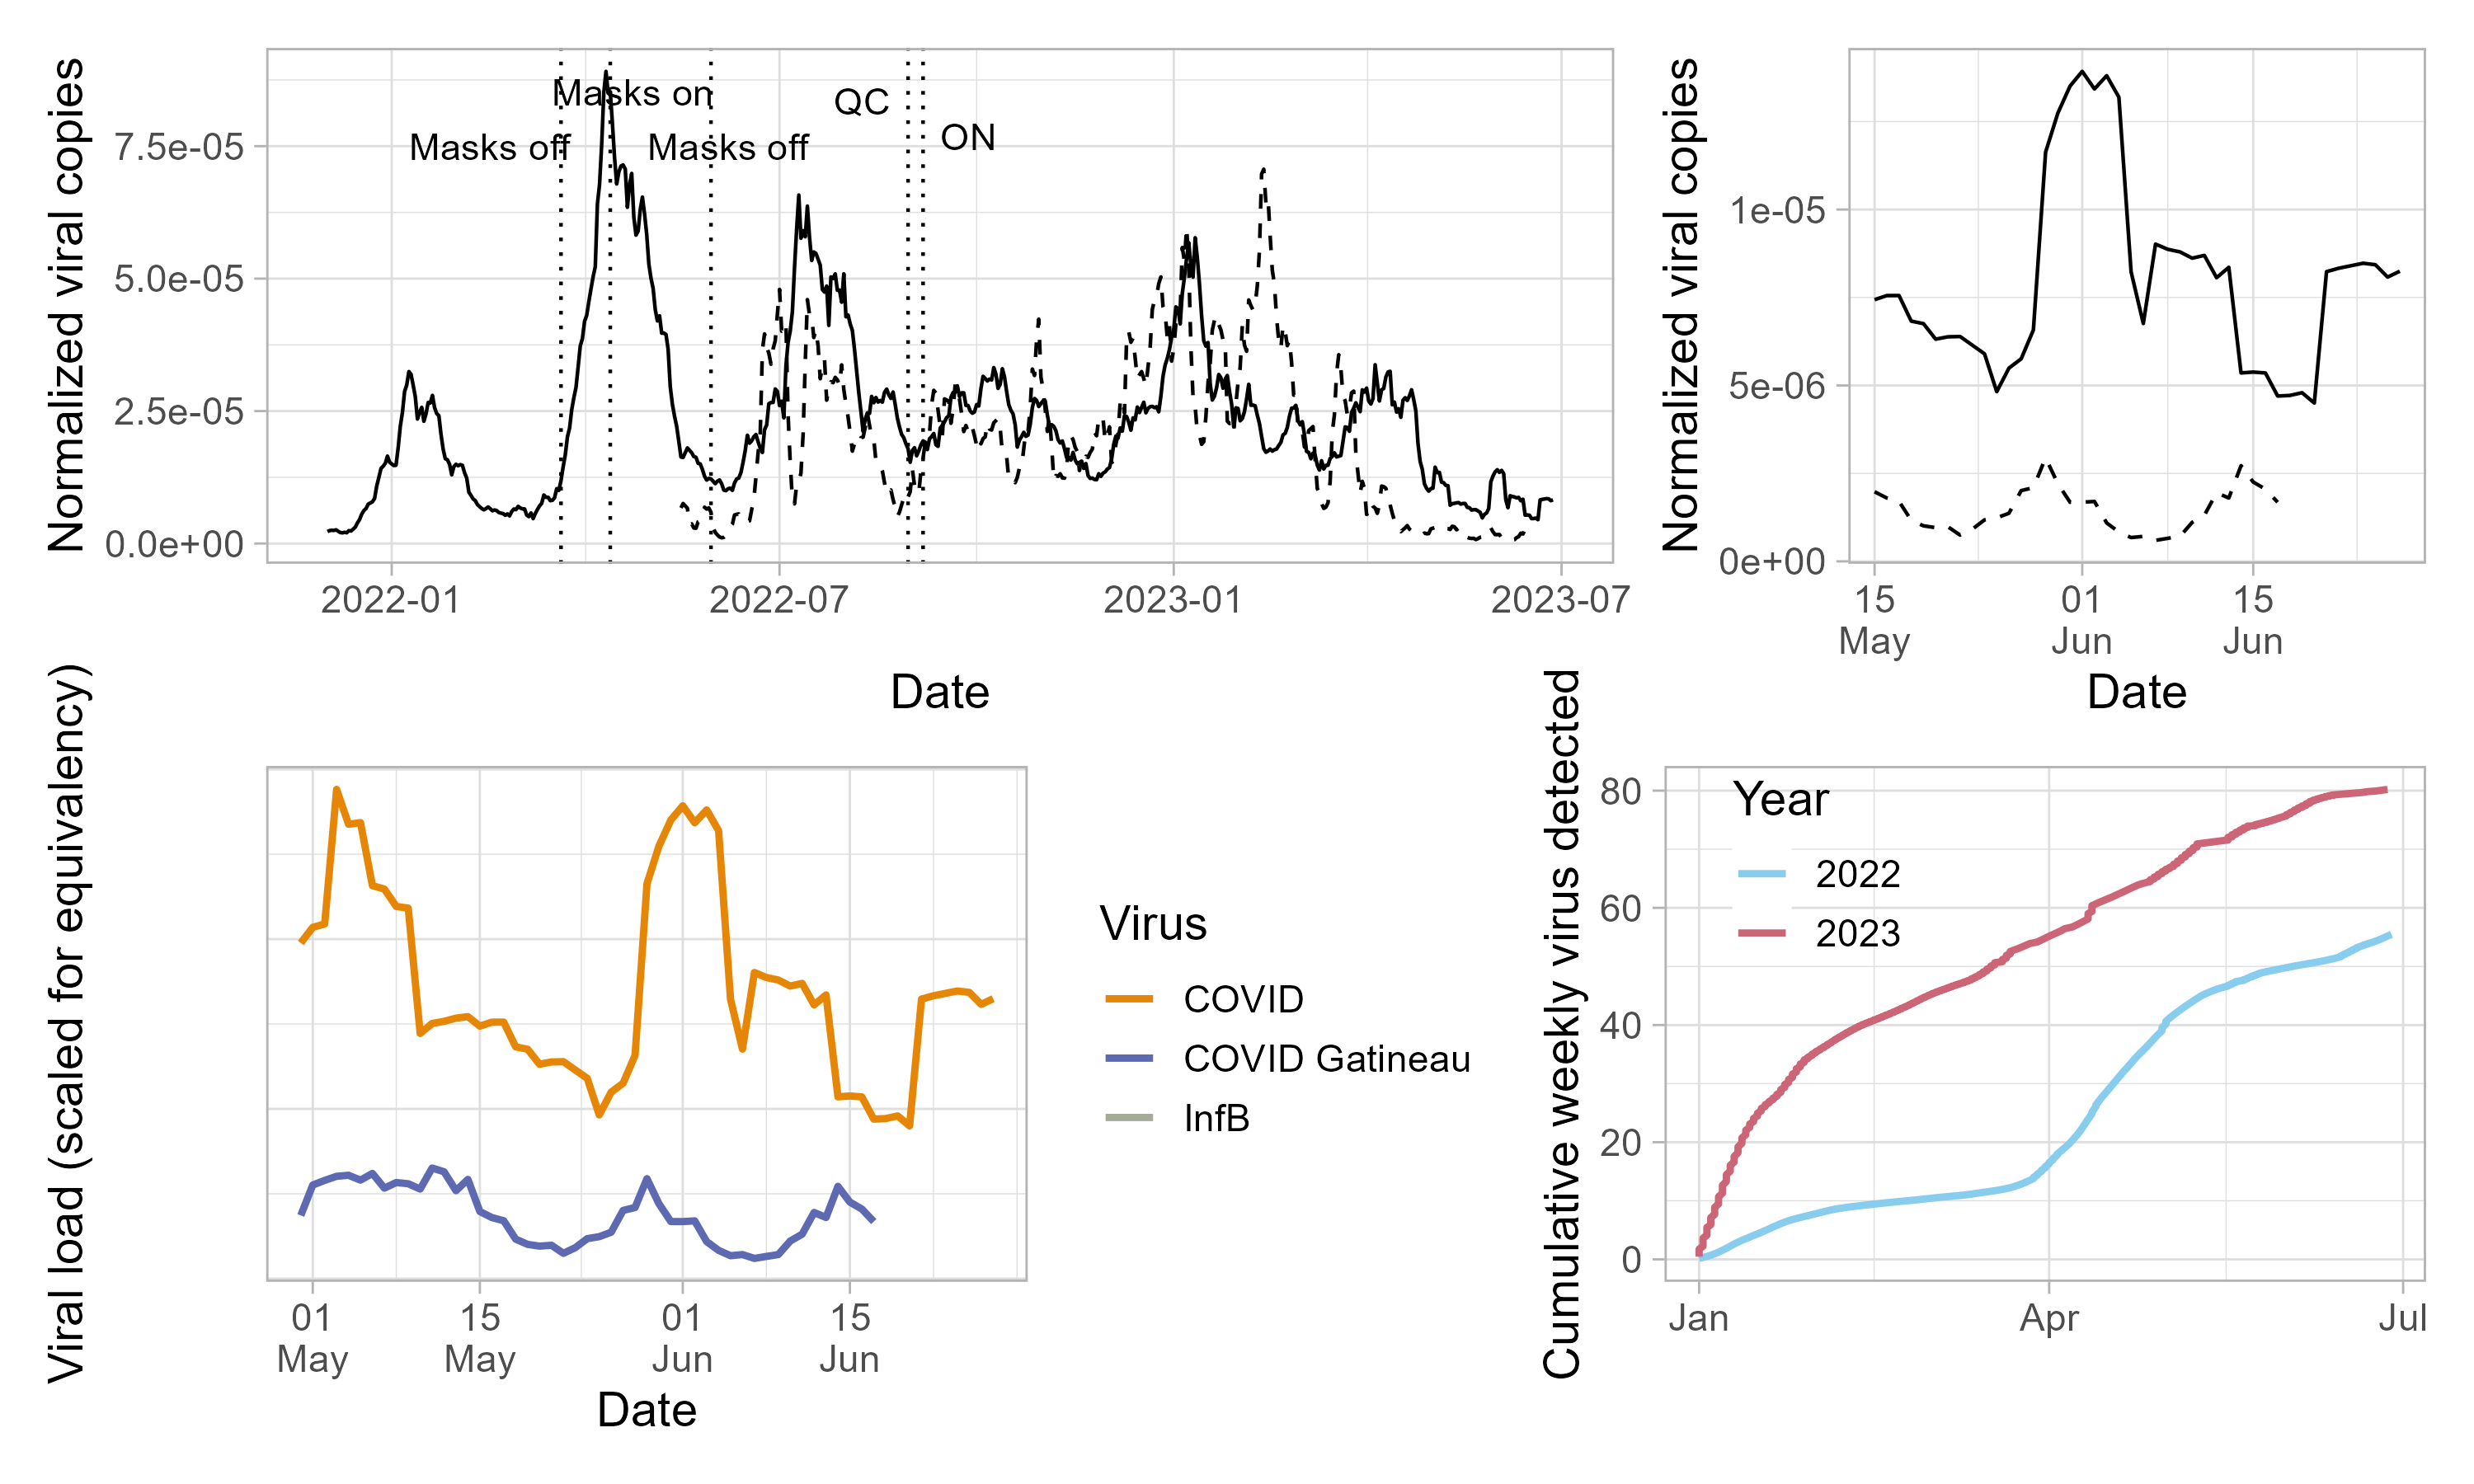 Normalized viral copies
7.5e-05
5.0e-05
2.5e-05
0.0e+00
Masks on
Masks off
Masks off
QC
ON
2022-01
2022-07
2023-01
2023-07
Date
Normalized viral copies
1e-05
5e-06
0e+00
15
May
01
Jun
15
Jun
Date
Viral load (scaled for equivalency)
01
May
15
May
01
Jun
15
Jun
Date
Virus
COVID
COVID Gatineau
InfB
Cumulative weekly virus detected
80
60
40
20
0
Year
2022
2023
Jan
Apr
Jul